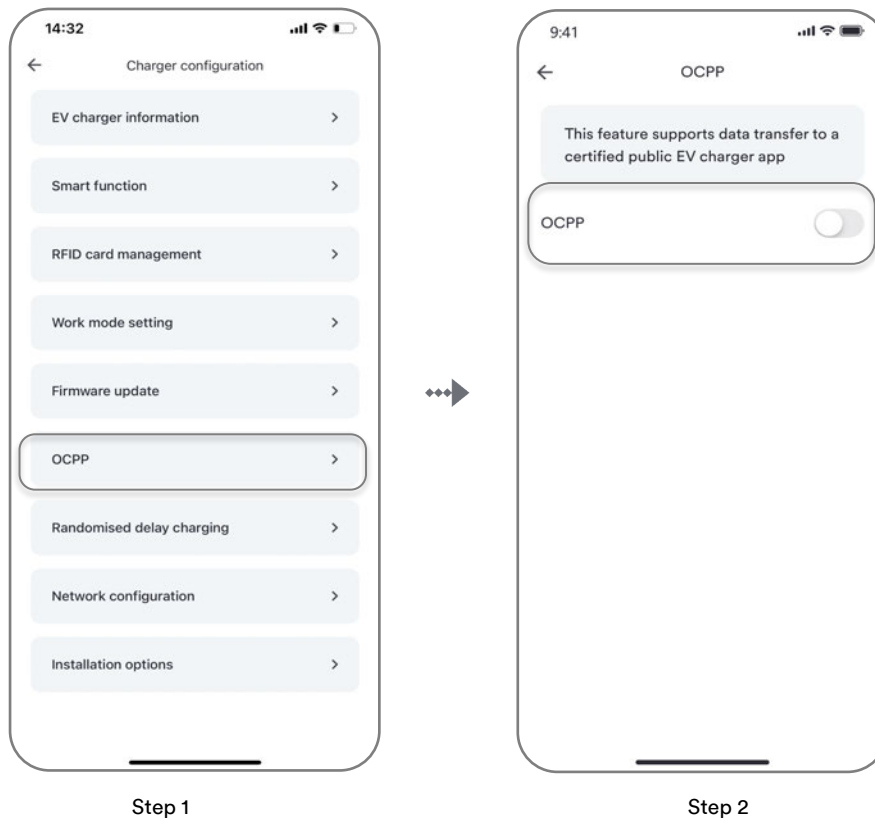 14:32
Charger configuration
EV charger information
Smart function
RFID card management
Work mode setting
Firmware update
OCPP
Randomised delay charging
Network configuration
Installation options
Step 1
9:41
OCPP
This feature supports data transfer to a
certified public EV charger app
OCPP
Step 2